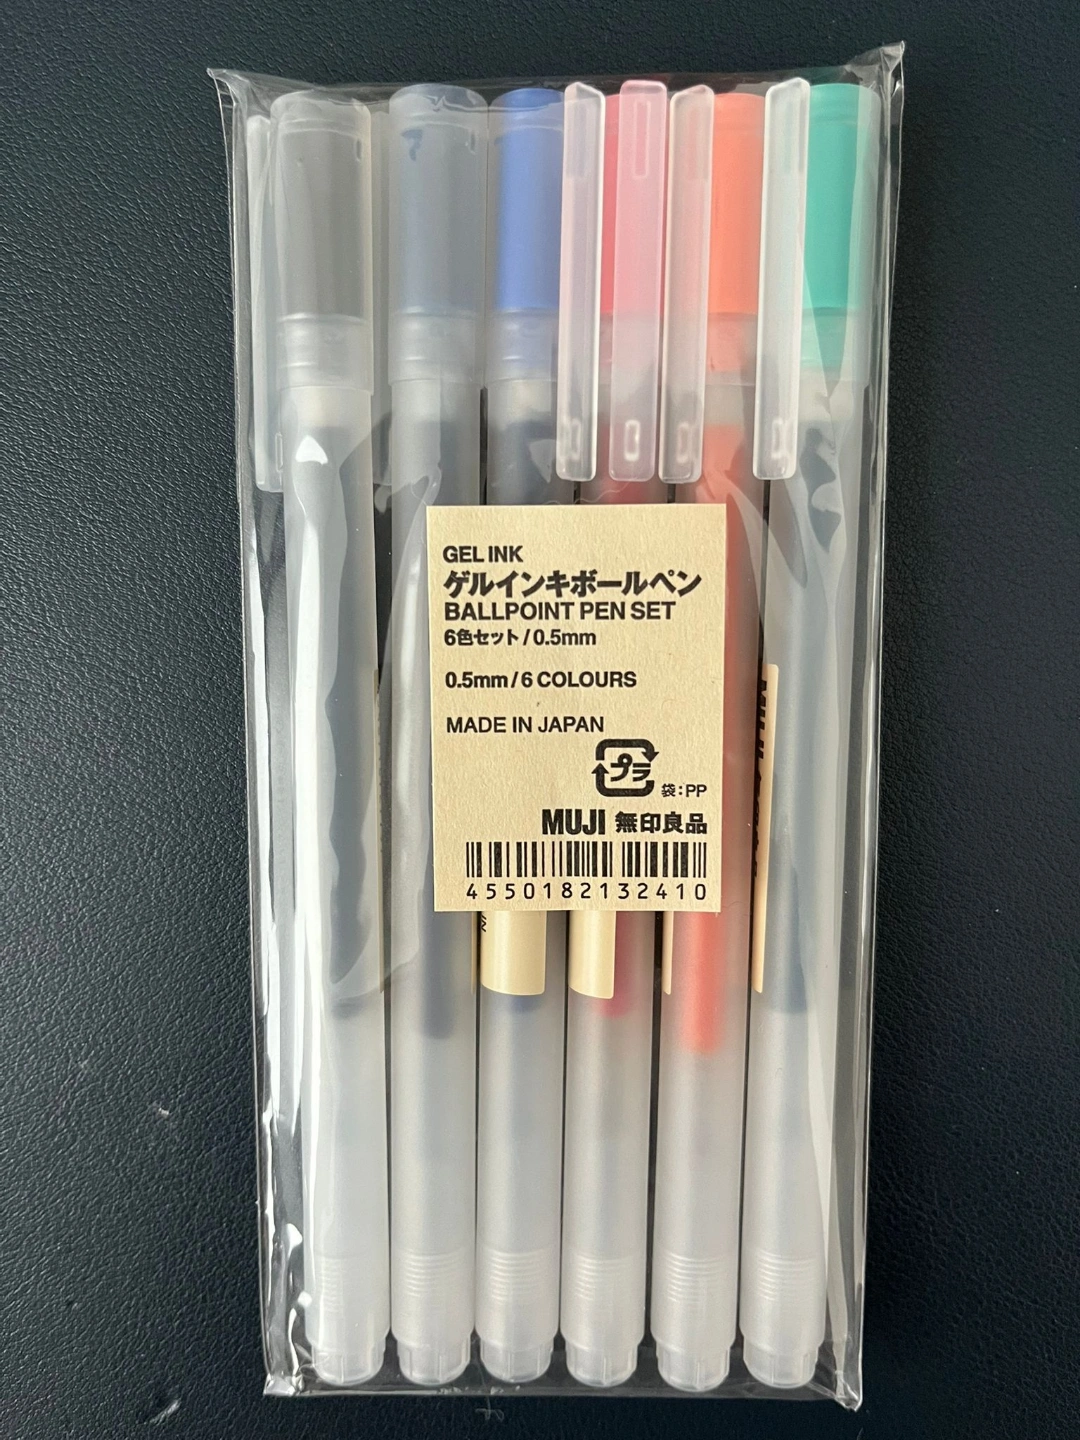 GEL INK
ゲルインキボールペン
BALLPOINT PEN SET
6色セット / 0.5mm
0.5mm / 6 COLOURS
MADE IN JAPAN
プラ
袋：PP
MUJI 無印良品
4550182132410
MUJI